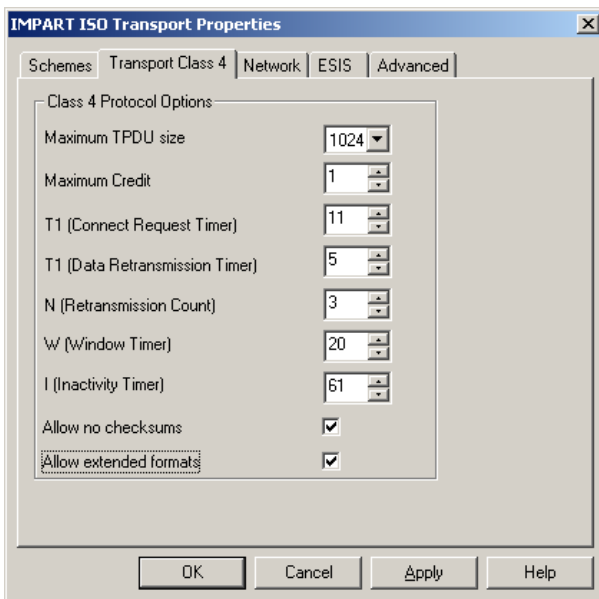 IMPART ISO Transport Properties
Schemes Transport Class 4 Network ESIS Advanced
Class 4 Protocol Options
Maximum TPDU size 1024
Maximum Credit 1
T1 (Connect Request Timer) 11
T1 (Data Retransmission Timer) 5
N (Retransmission Count) 3
W (Window Timer) 20
I (Inactivity Timer) 61
Allow no checksums
Allow extended formats
OK Cancel Apply Help